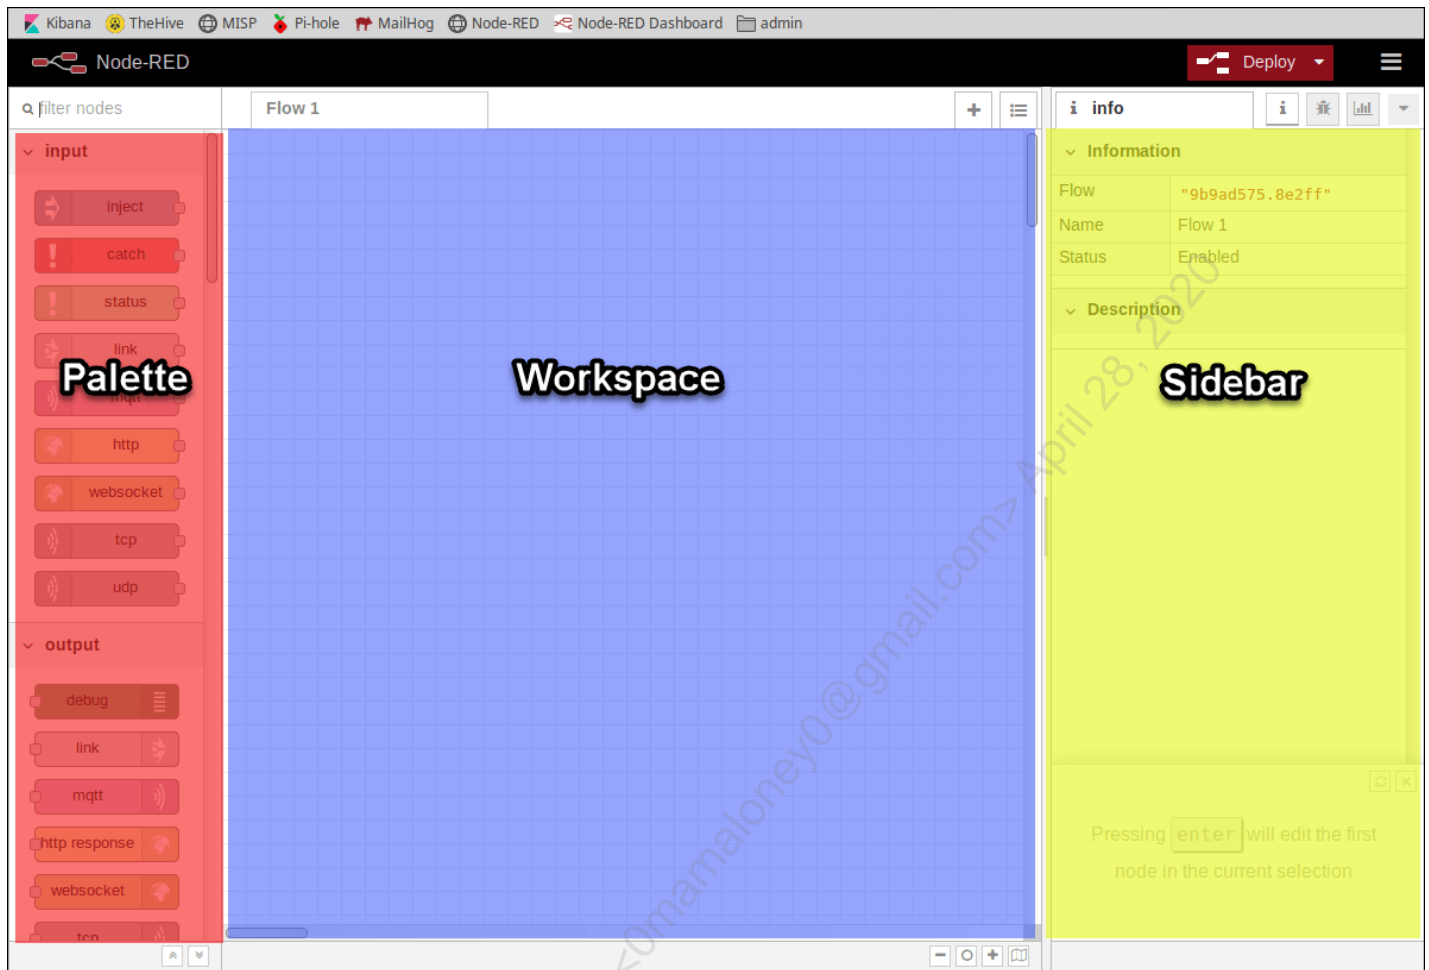 Kibana TheHive MISP Pi-hole MailHog Node-RED Node-RED Dashboard admin
Node-RED Deploy
filter nodes Flow 1 info
input
inject
catch
status
link
mqtt
http
websocket
tcp
udp
output
debug
link
mqtt
http response
websocket
tcp
Palette
Workspace
Information
Flow "9b9ad575.8e2ff"
Name Flow 1
Status Enabled
Description
Sidebar
Pressing enter will edit the first
node in the current selection
<0mamaloney0@gmail.com> April 28, 2020